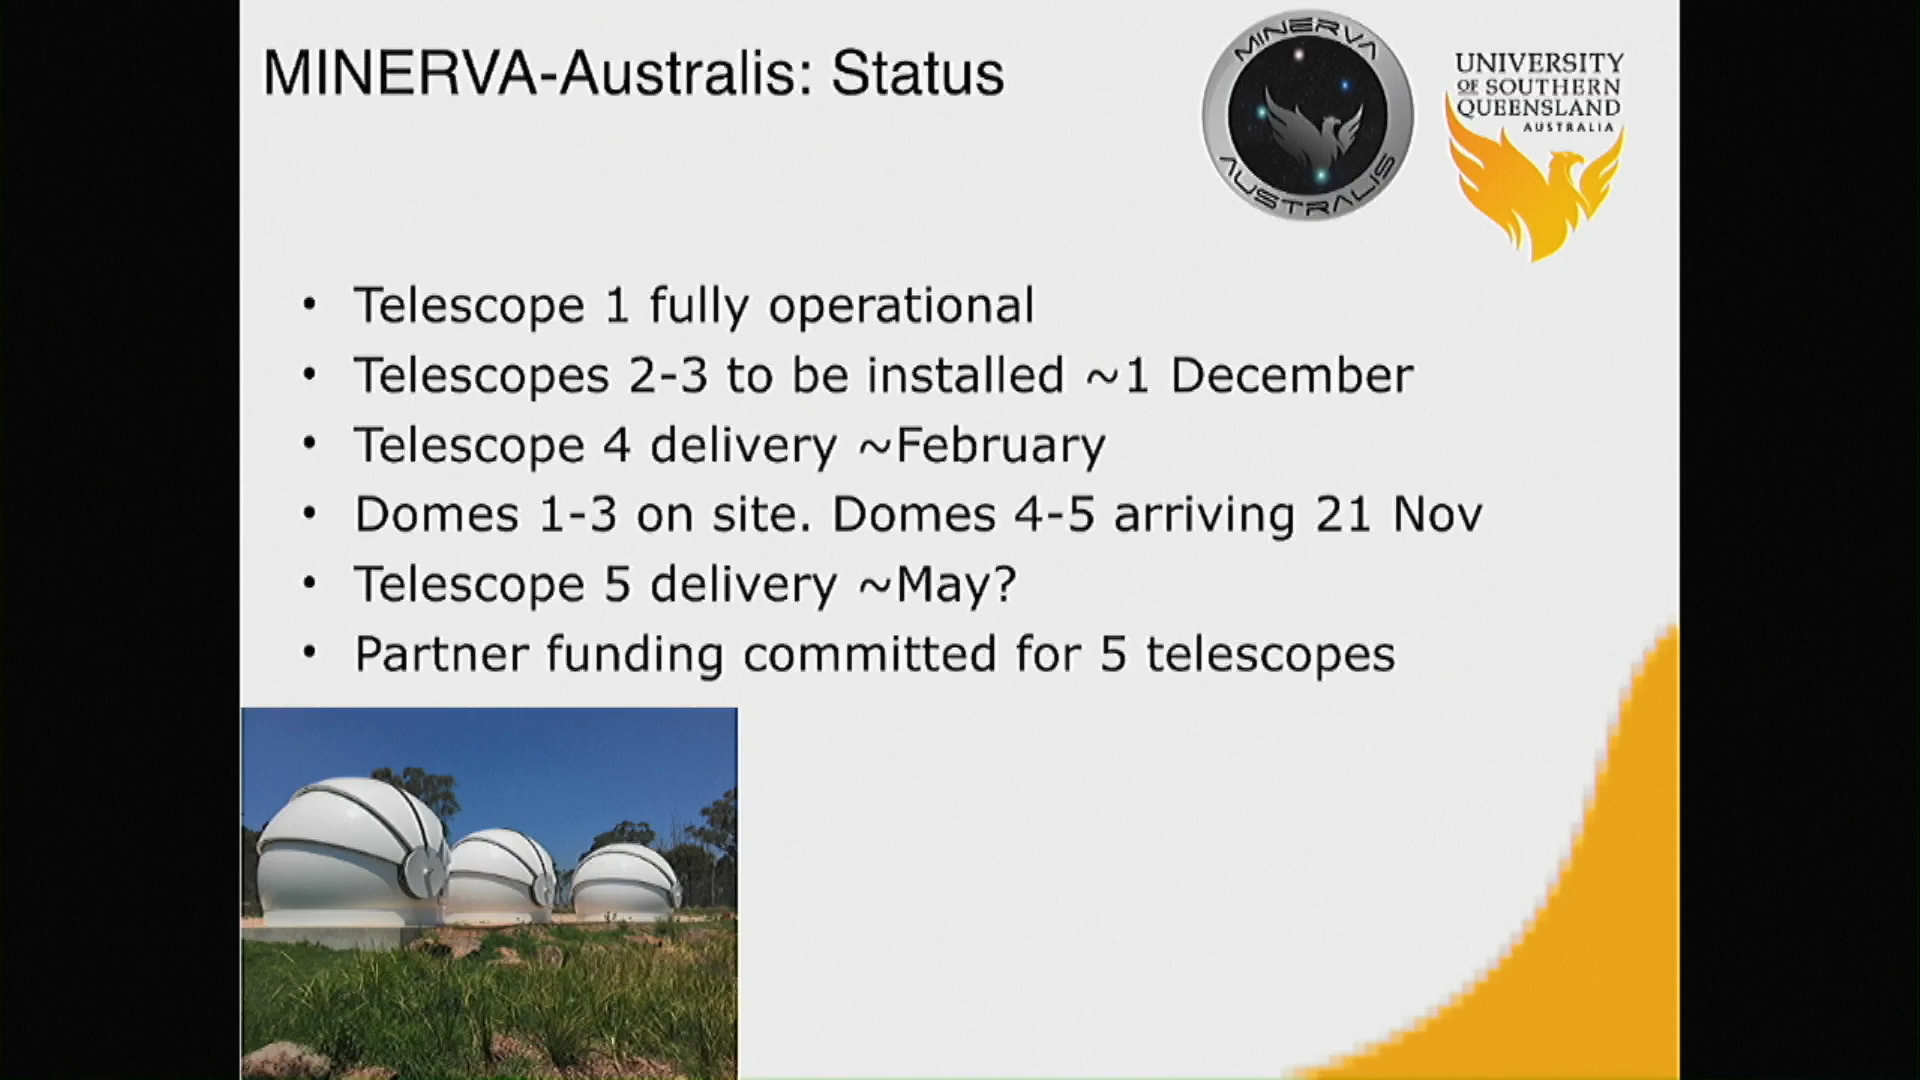 MINERVA-Australis: Status
MINERVA
AUSTRALIS
UNIVERSITY
OF SOUTHERN
QUEENSLAND
AUSTRALIA
• Telescope 1 fully operational
• Telescopes 2-3 to be installed ~1 December
• Telescope 4 delivery ~February
• Domes 1-3 on site. Domes 4-5 arriving 21 Nov
• Telescope 5 delivery ~May?
• Partner funding committed for 5 telescopes